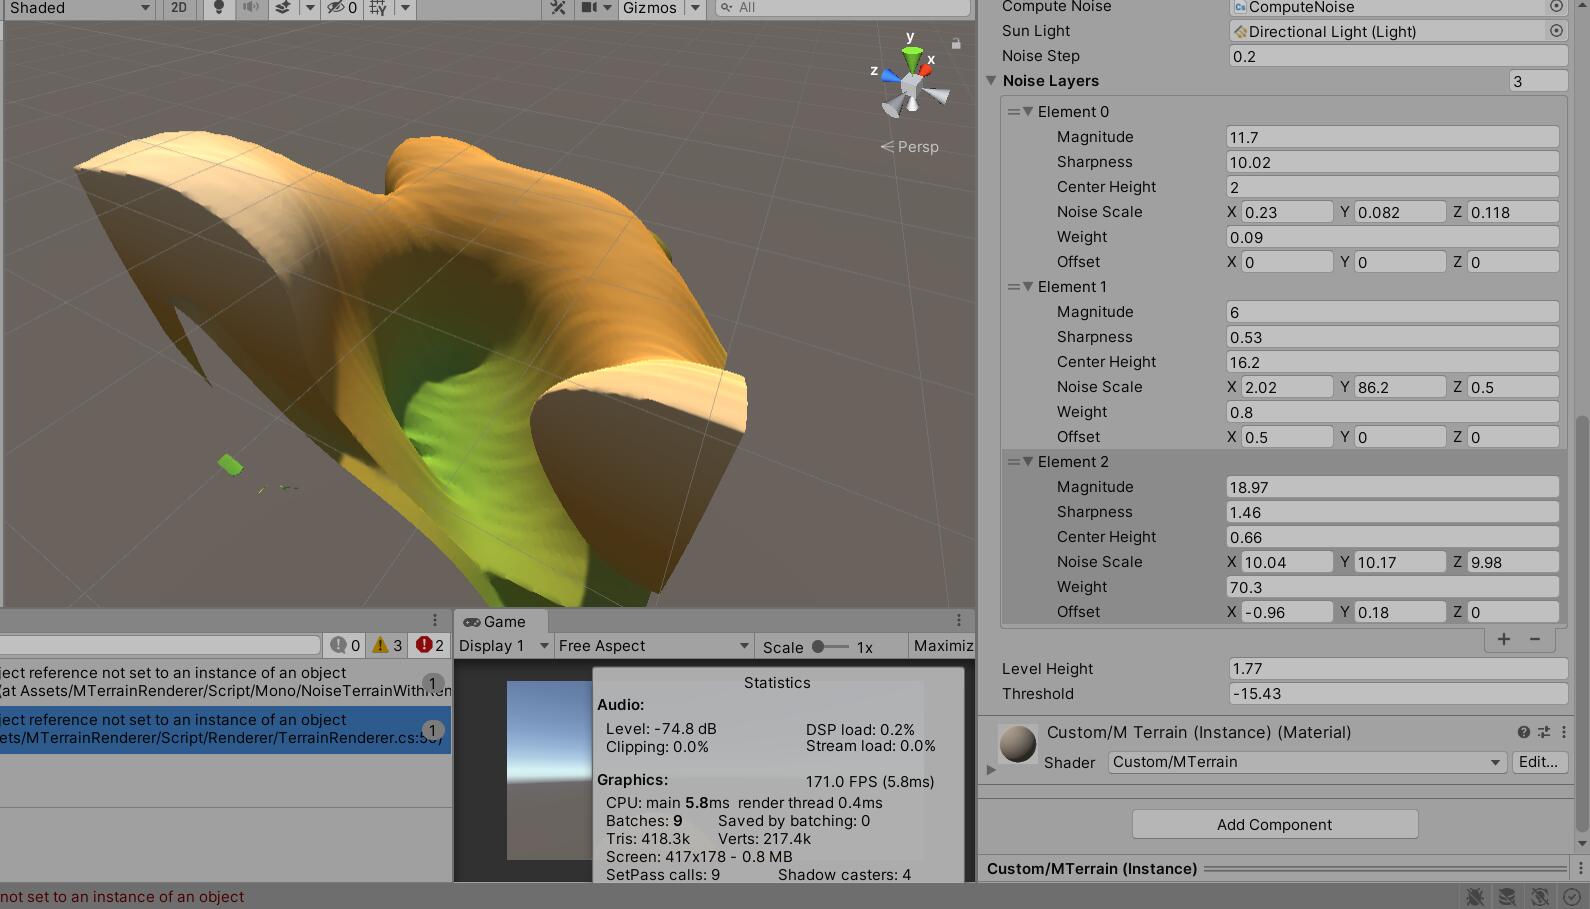 Shaded
2D
0
Gizmos
All
y
x
z
Persp
Compute Noise ComputeNoise
Sun Light Directional Light (Light)
Noise Step 0.2
Noise Layers 3
Element 0
Magnitude 11.7
Sharpness 10.02
Center Height 2
Noise Scale X 0.23 Y 0.082 Z 0.118
Weight 0.09
Offset X 0 Y 0 Z 0
Element 1
Magnitude 6
Sharpness 0.53
Center Height 16.2
Noise Scale X 2.02 Y 86.2 Z 0.5
Weight 0.8
Offset X 0.5 Y 0 Z 0
Element 2
Magnitude 18.97
Sharpness 1.46
Center Height 0.66
Noise Scale X 10.04 Y 10.17 Z 9.98
Weight 70.3
Offset X -0.96 Y 0.18 Z 0
+ −
Level Height 1.77
Threshold -15.43
Custom/M Terrain (Instance) (Material)
Shader Custom/MTerrain Edit...
Add Component
Custom/MTerrain (Instance)
0 3 2
ject reference not set to an instance of an object
(at Assets/MTerrainRenderer/Script/Mono/NoiseTerrainWith
1
ject reference not set to an instance of an object
ets/MTerrainRenderer/Script/Renderer/TerrainRenderer.cs:
1
Game
Display 1 Free Aspect Scale 1x Maximiz
Statistics
Audio:
Level: -74.8 dB DSP load: 0.2%
Clipping: 0.0% Stream load: 0.0%
Graphics: 171.0 FPS (5.8ms)
CPU: main 5.8ms render thread 0.4ms
Batches: 9 Saved by batching: 0
Tris: 418.3k Verts: 217.4k
Screen: 417x178 - 0.8 MB
SetPass calls: 9 Shadow casters: 4
not set to an instance of an object